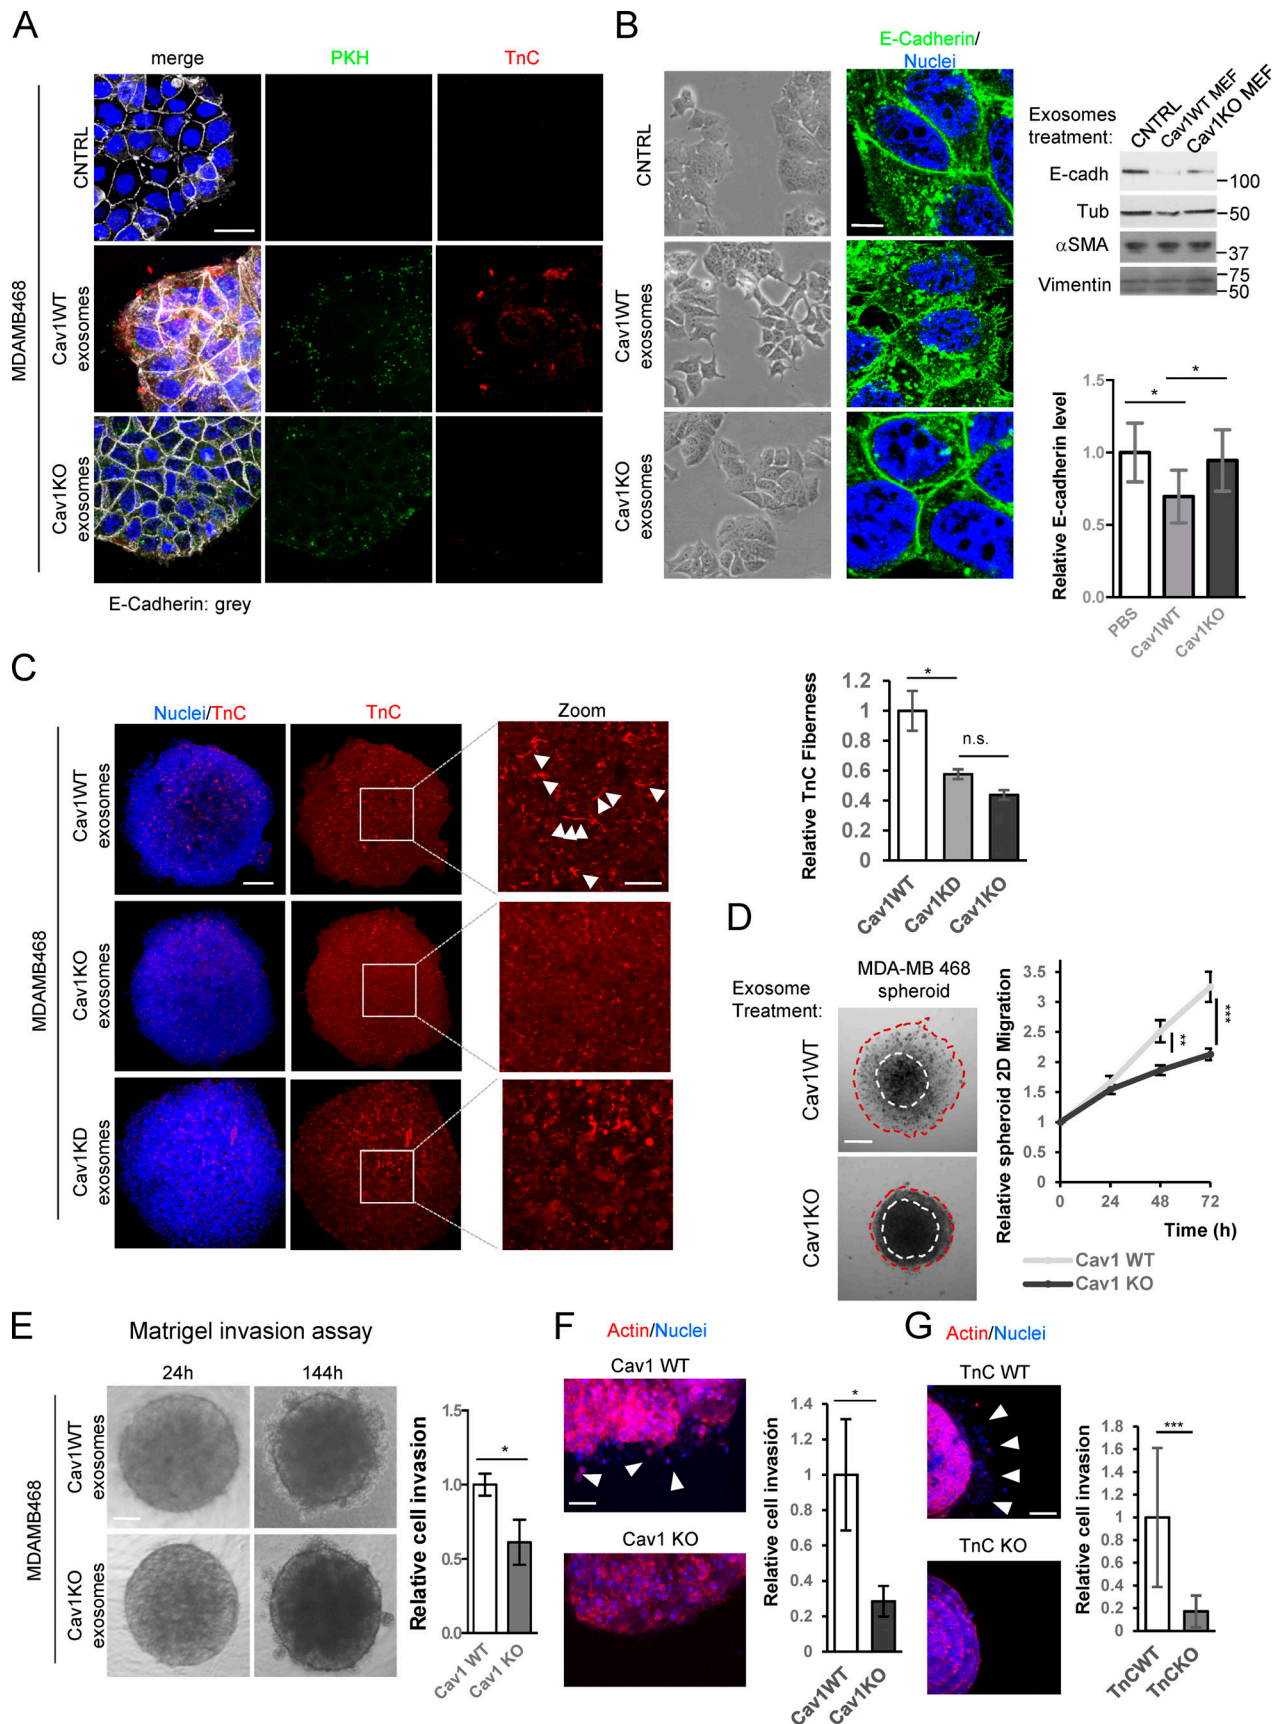 A
merge
PKH
TnC
MDAMB468
CNTRL
Cav1WT
exosomes
Cav1KO
exosomes
E-Cadherin: grey
B
E-Cadherin/
Nuclei
CNTRL
Cav1WT
exosomes
Cav1KO
exosomes
Exosomes
treatment:
CNTRL
Cav1WT MEF
Cav1KO MEF
E-cadh
100
Tub
50
αSMA
37
Vimentin
75
50
Relative E-cadherin level
1.5
1.0
0.5
0.0
*
*
PBS
Cav1WT
Cav1KO
C
Nuclei/TnC
TnC
Zoom
MDAMB468
Cav1WT
exosomes
Cav1KO
exosomes
Cav1KD
exosomes
Relative TnC Fiberness
1.2
1
0.8
0.6
0.4
0.2
0
*
n.s.
Cav1WT
Cav1KD
Cav1KO
D
Exosome
Treatment:
MDA-MB 468
spheroid
Cav1WT
Cav1KO
Relative spheroid 2D Migration
3.5
3
2.5
2
1.5
1
0.5
0
**
***
0
24
48
72
Time (h)
Cav1 WT
Cav1 KO
E
Matrigel invasion assay
24h
144h
MDAMB468
Cav1WT
exosomes
Cav1KO
exosomes
Relative cell invasion
1.5
1.0
0.5
0.0
*
Cav1 WT
Cav1 KO
F
Actin/Nuclei
Cav1 WT
Cav1 KO
Relative cell invasión
1.4
1.2
1
0.8
0.6
0.4
0.2
0
*
Cav1WT
Cav1KO
G
Actin/Nuclei
TnC WT
TnC KO
Relative cell invasion
1.8
1.6
1.4
1.2
1
0.8
0.6
0.4
0.2
0
***
TnCWT
TnCKO